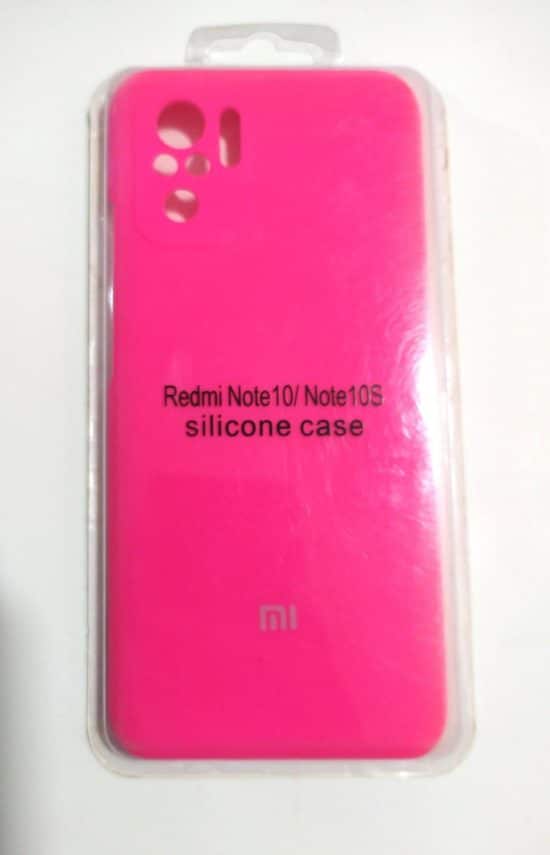 Redmi Note10/ Note10S
silicone case
mi